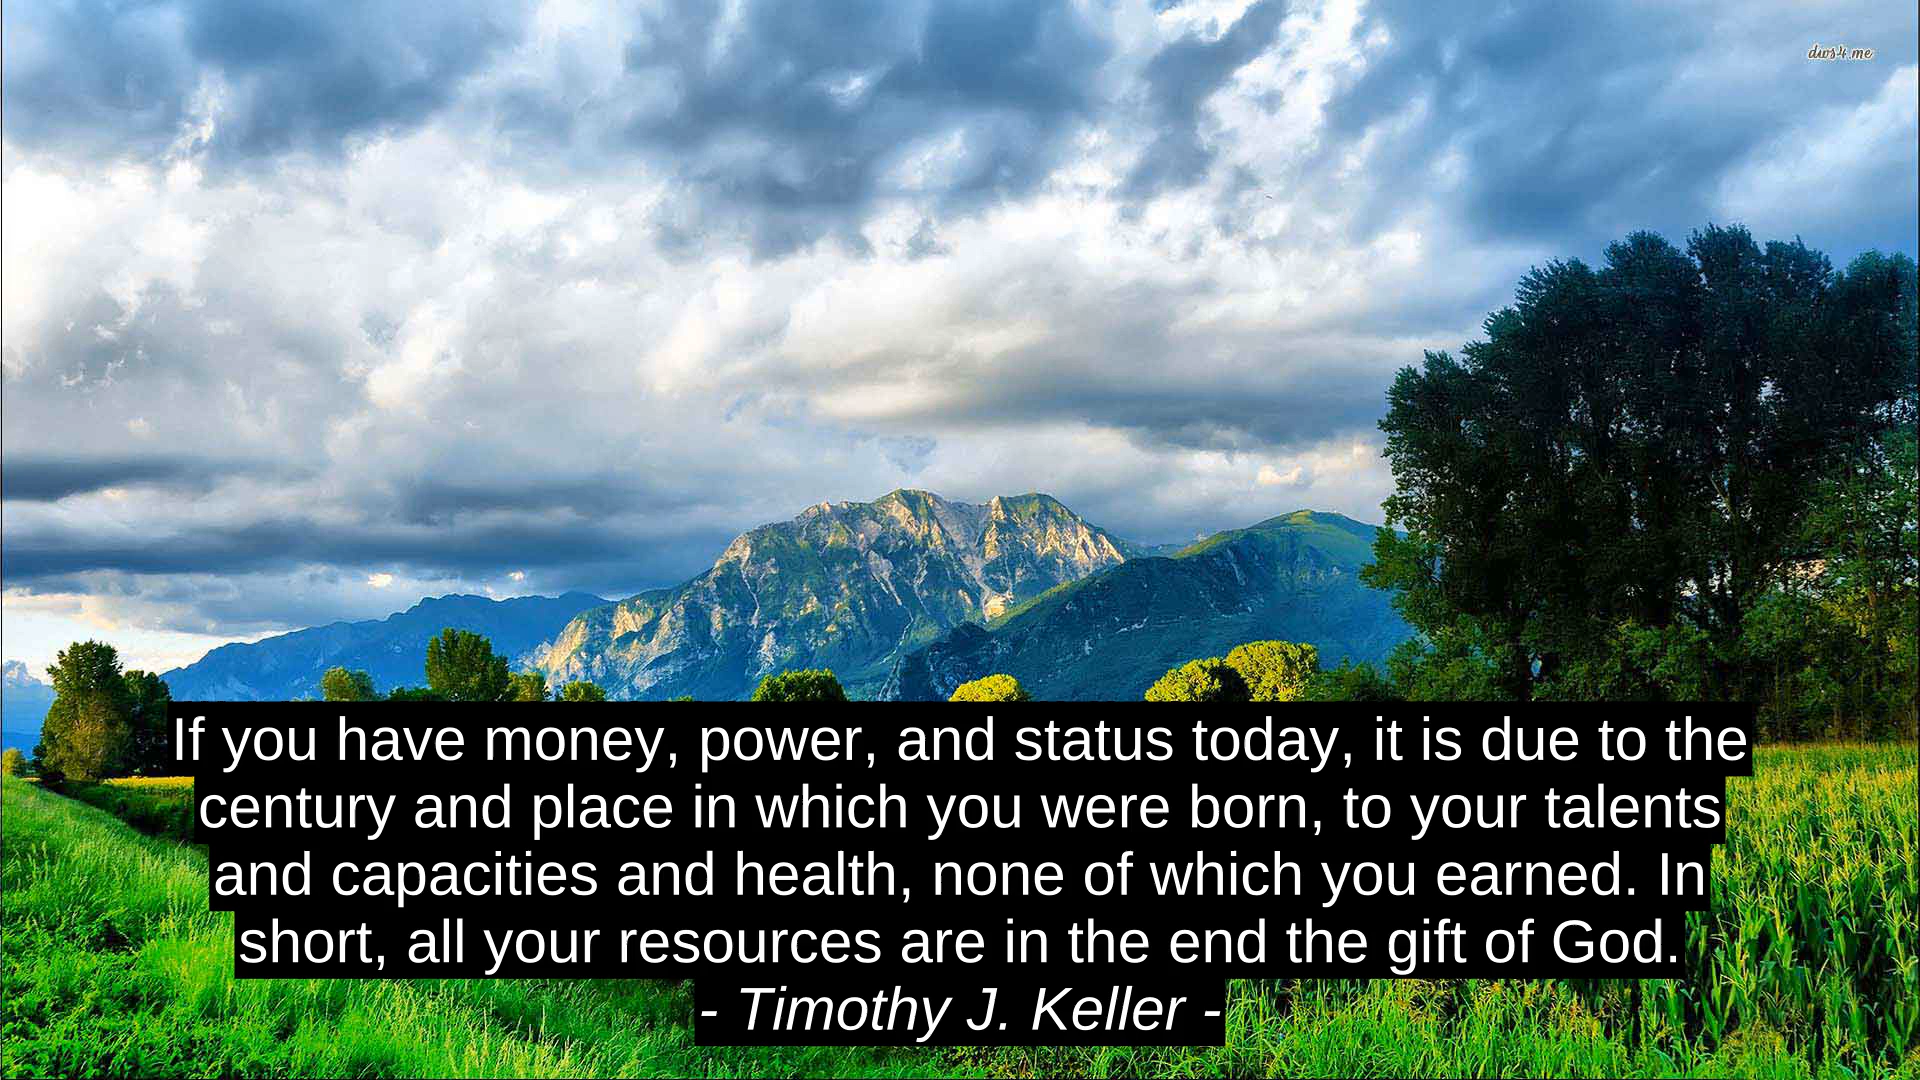 dws4.me
If you have money, power, and status today, it is due to the
century and place in which you were born, to your talents
and capacities and health, none of which you earned. In
short, all your resources are in the end the gift of God.
- Timothy J. Keller -